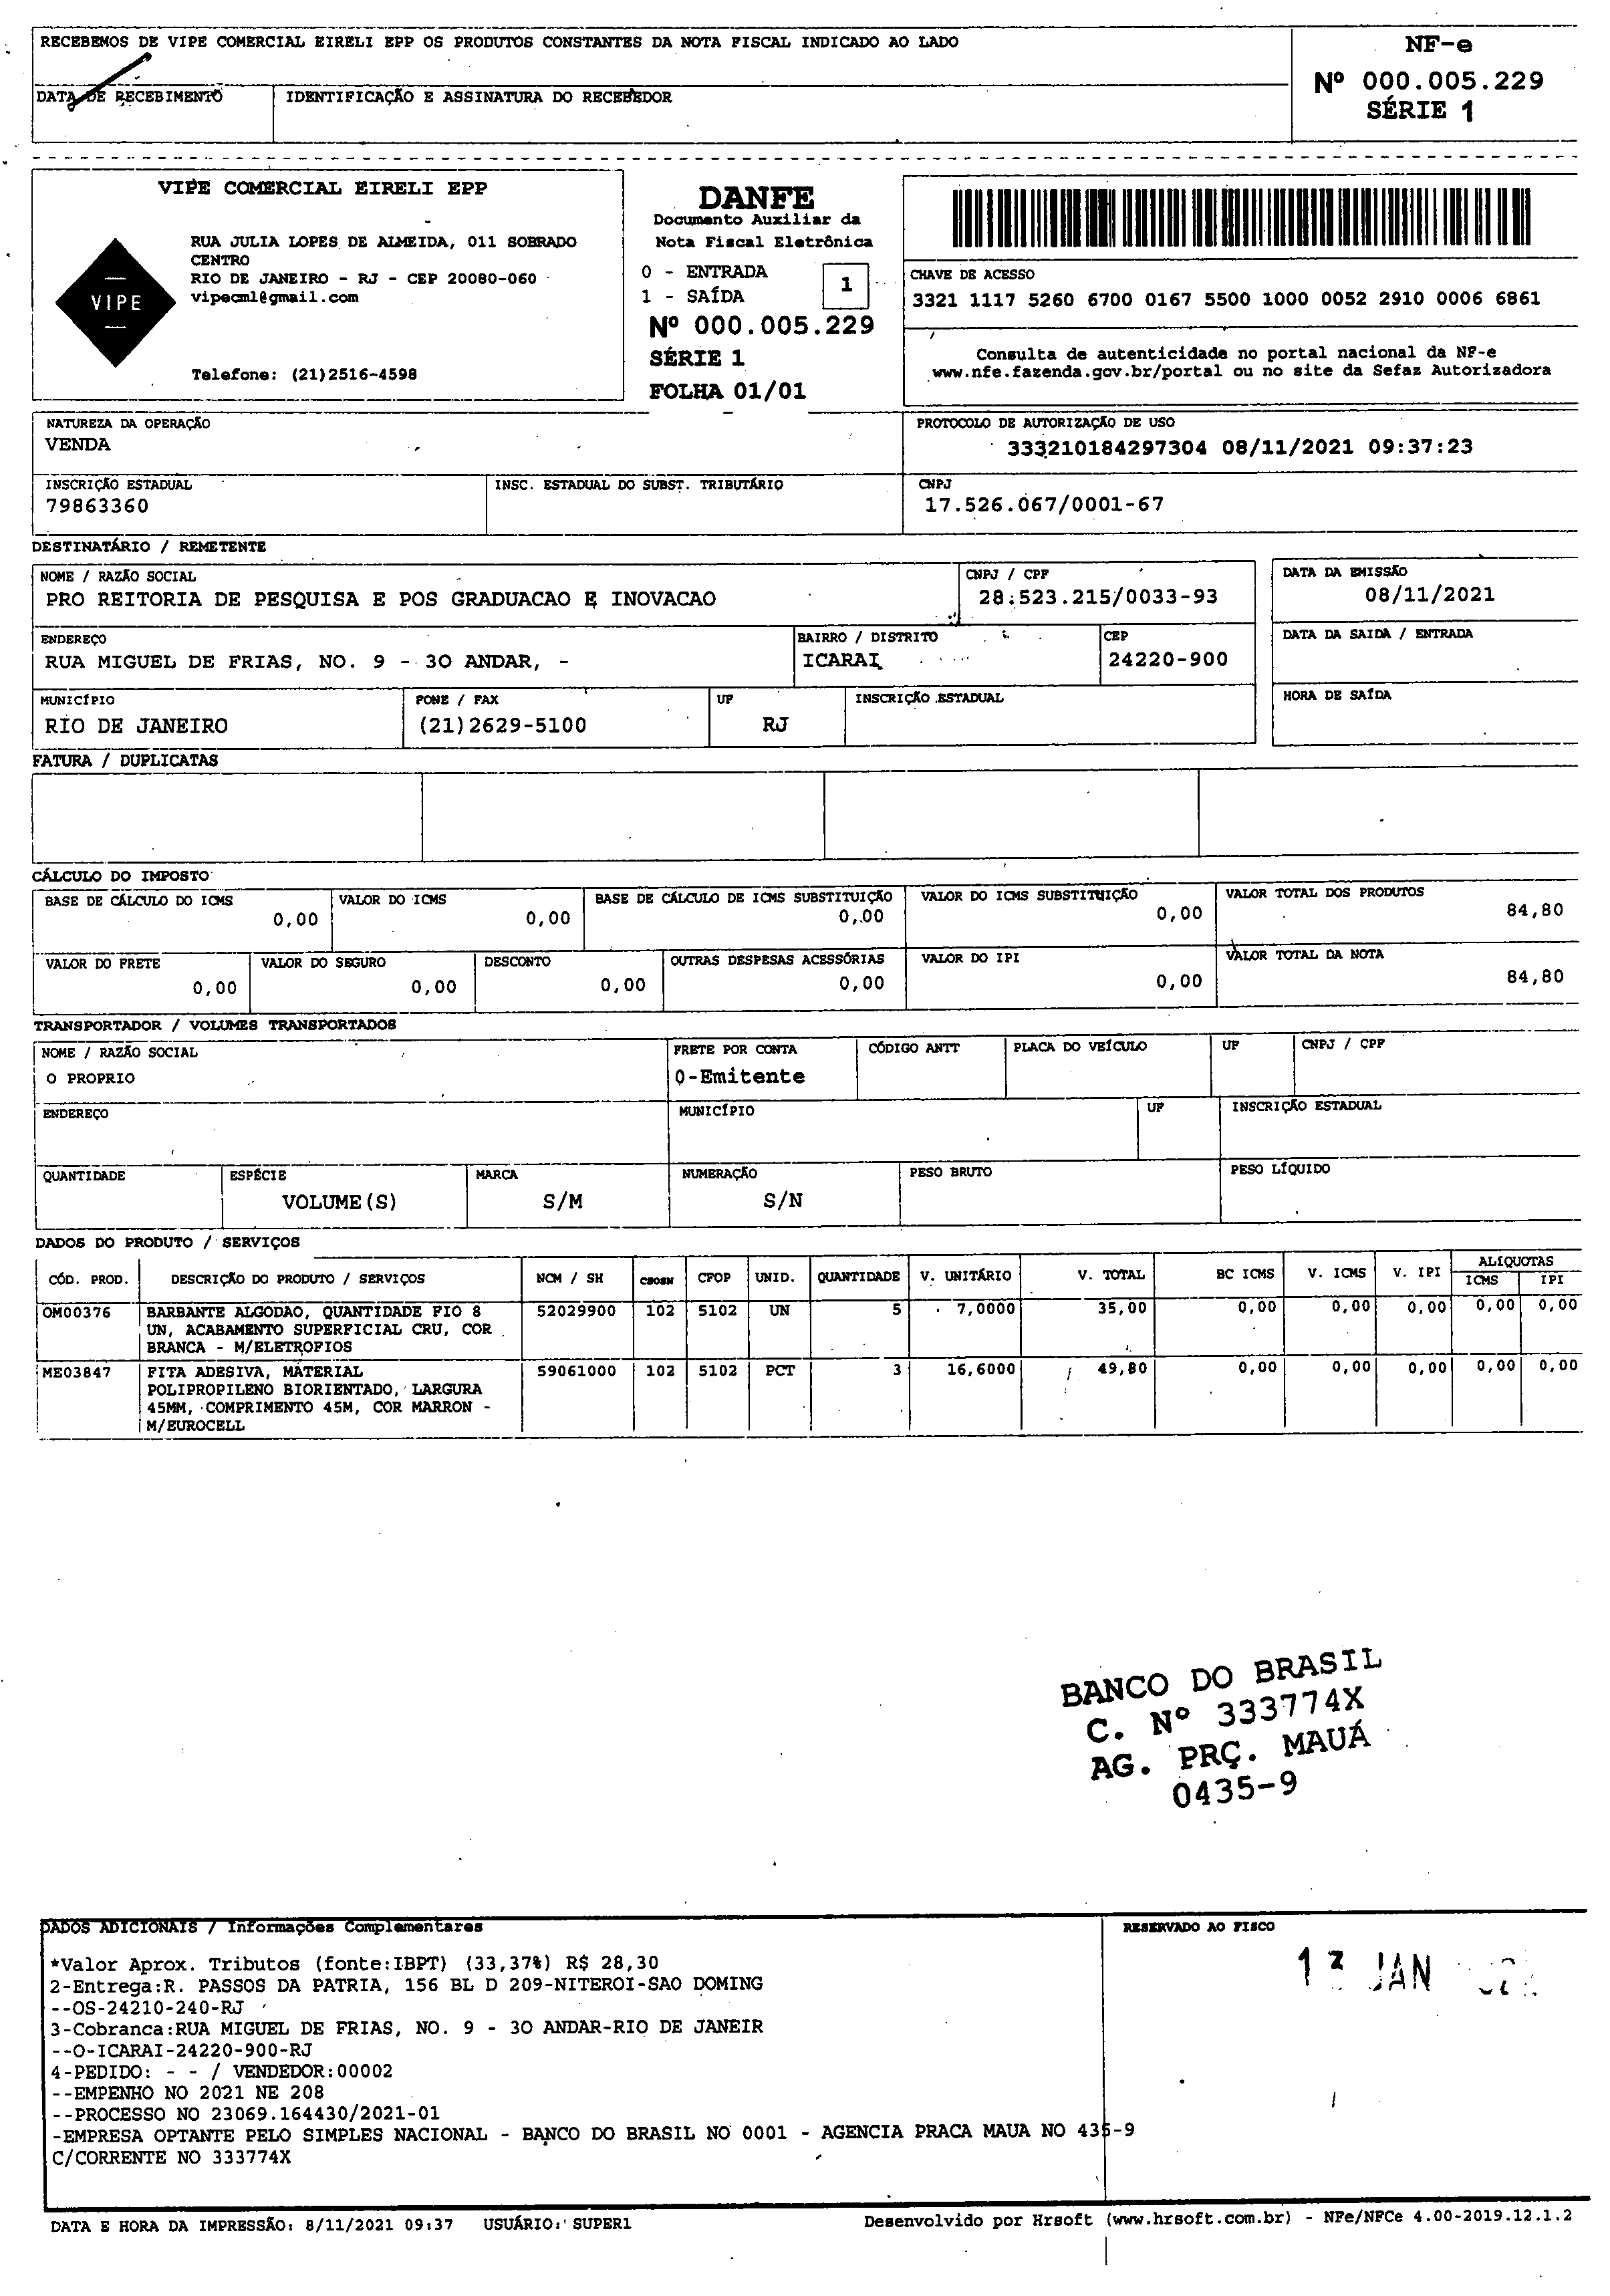 RECEBEMOS DE VIPE COMERCIAL EIRELI EPP OS PRODUTOS CONSTANTES DA NOTA FISCAL INDICADO AO LADO
NF-e
Nº 000.005.229
SÉRIE 1
DATA DE RECEBIMENTO
IDENTIFICAÇÃO E ASSINATURA DO RECEBEDOR
VIPE COMERCIAL EIRELI EPP
VIPE
RUA JULIA LOPES DE ALMEIDA, 011 SOBRADO
CENTRO
RIO DE JANEIRO - RJ - CEP 20080-060
vipecml@gmail.com
Telefone: (21)2516-4598
DANFE
Documento Auxiliar da
Nota Fiscal Eletrônica
0 - ENTRADA
1 - SAÍDA
1
Nº 000.005.229
SÉRIE 1
FOLHA 01/01
CHAVE DE ACESSO
3321 1117 5260 6700 0167 5500 1000 0052 2910 0006 6861
Consulta de autenticidade no portal nacional da NF-e
www.nfe.fazenda.gov.br/portal ou no site da Sefaz Autorizadora
NATUREZA DA OPERAÇÃO
VENDA
PROTOCOLO DE AUTORIZAÇÃO DE USO
333210184297304 08/11/2021 09:37:23
INSCRIÇÃO ESTADUAL
79863360
INSC. ESTADUAL DO SUBST. TRIBUTÁRIO
CNPJ
17.526.067/0001-67
DESTINATÁRIO / REMETENTE
NOME / RAZÃO SOCIAL
PRO REITORIA DE PESQUISA E POS GRADUACAO E INOVACAO
CNPJ / CPF
28.523.215/0033-93
DATA DA EMISSÃO
08/11/2021
ENDEREÇO
RUA MIGUEL DE FRIAS, NO. 9 - 3O ANDAR, -
BAIRRO / DISTRITO
ICARAI
CEP
24220-900
DATA DA SAIDA / ENTRADA
MUNICÍPIO
RIO DE JANEIRO
FONE / FAX
(21)2629-5100
UF
RJ
INSCRIÇÃO ESTADUAL
HORA DE SAÍDA
FATURA / DUPLICATAS
CÁLCULO DO IMPOSTO
BASE DE CÁLCULO DO ICMS
0,00
VALOR DO ICMS
0,00
BASE DE CÁLCULO DE ICMS SUBSTITUIÇÃO
0,00
VALOR DO ICMS SUBSTITUIÇÃO
0,00
VALOR TOTAL DOS PRODUTOS
84,80
VALOR DO FRETE
0,00
VALOR DO SEGURO
0,00
DESCONTO
0,00
OUTRAS DESPESAS ACESSÓRIAS
0,00
VALOR DO IPI
0,00
VALOR TOTAL DA NOTA
84,80
TRANSPORTADOR / VOLUMES TRANSPORTADOS
NOME / RAZÃO SOCIAL
O PROPRIO
FRETE POR CONTA
0-Emitente
CÓDIGO ANTT
PLACA DO VEÍCULO
UF
CNPJ / CPF
ENDEREÇO
MUNICÍPIO
UF
INSCRIÇÃO ESTADUAL
QUANTIDADE
ESPÉCIE
VOLUME(S)
MARCA
S/M
NUMERAÇÃO
S/N
PESO BRUTO
PESO LÍQUIDO
DADOS DO PRODUTO / SERVIÇOS
CÓD. PROD. DESCRIÇÃO DO PRODUTO / SERVIÇOS NCM / SH CSOSN CFOP UNID. QUANTIDADE V. UNITÁRIO V. TOTAL BC ICMS V. ICMS V. IPI ALÍQUOTAS
ICMS IPI
OM00376 BARBANTE ALGODAO, QUANTIDADE FIO 8 52029900 102 5102 UN 5 7,0000 35,00 0,00 0,00 0,00 0,00 0,00
UN, ACABAMENTO SUPERFICIAL CRU, COR
BRANCA - M/ELETROFIOS
ME03847 FITA ADESIVA, MATERIAL 59061000 102 5102 PCT 3 16,6000 49,80 0,00 0,00 0,00 0,00 0,00
POLIPROPILENO BIORIENTADO, LARGURA
45MM, COMPRIMENTO 45M, COR MARRON -
M/EUROCELL
BANCO DO BRASIL
C. Nº 333774X
AG. PRÇ. MAUÁ
0435-9
DADOS ADICIONAIS / Informações Complementares
RESERVADO AO FISCO
JAN
*Valor Aprox. Tributos (fonte:IBPT) (33,37%) R$ 28,30
2-Entrega:R. PASSOS DA PATRIA, 156 BL D 209-NITEROI-SAO DOMING
--OS-24210-240-RJ
3-Cobranca:RUA MIGUEL DE FRIAS, NO. 9 - 3O ANDAR-RIO DE JANEIR
--O-ICARAI-24220-900-RJ
4-PEDIDO: - - / VENDEDOR:00002
--EMPENHO NO 2021 NE 208
--PROCESSO NO 23069.164430/2021-01
-EMPRESA OPTANTE PELO SIMPLES NACIONAL - BANCO DO BRASIL NO 0001 - AGENCIA PRACA MAUA NO 435-9
C/CORRENTE NO 333774X
DATA E HORA DA IMPRESSÃO: 8/11/2021 09:37 USUÁRIO: SUPER1
Desenvolvido por Hrsoft (www.hrsoft.com.br) - NFe/NFCe 4.00-2019.12.1.2